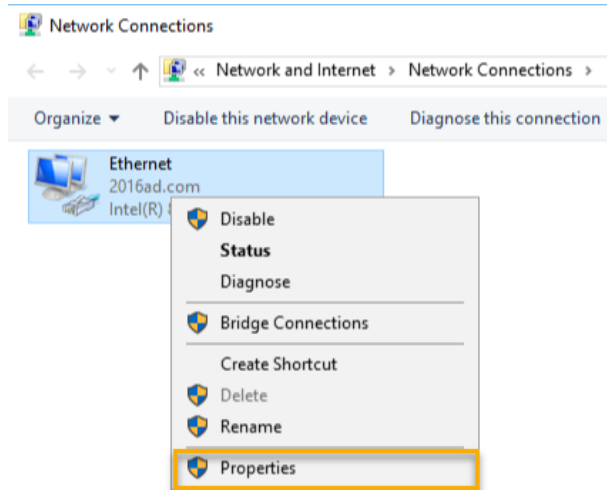 Network Connections
« Network and Internet > Network Connections >
Organize Disable this network device Diagnose this connection
Ethernet
2016ad.com
Intel(R)
Disable
Status
Diagnose
Bridge Connections
Create Shortcut
Delete
Rename
Properties